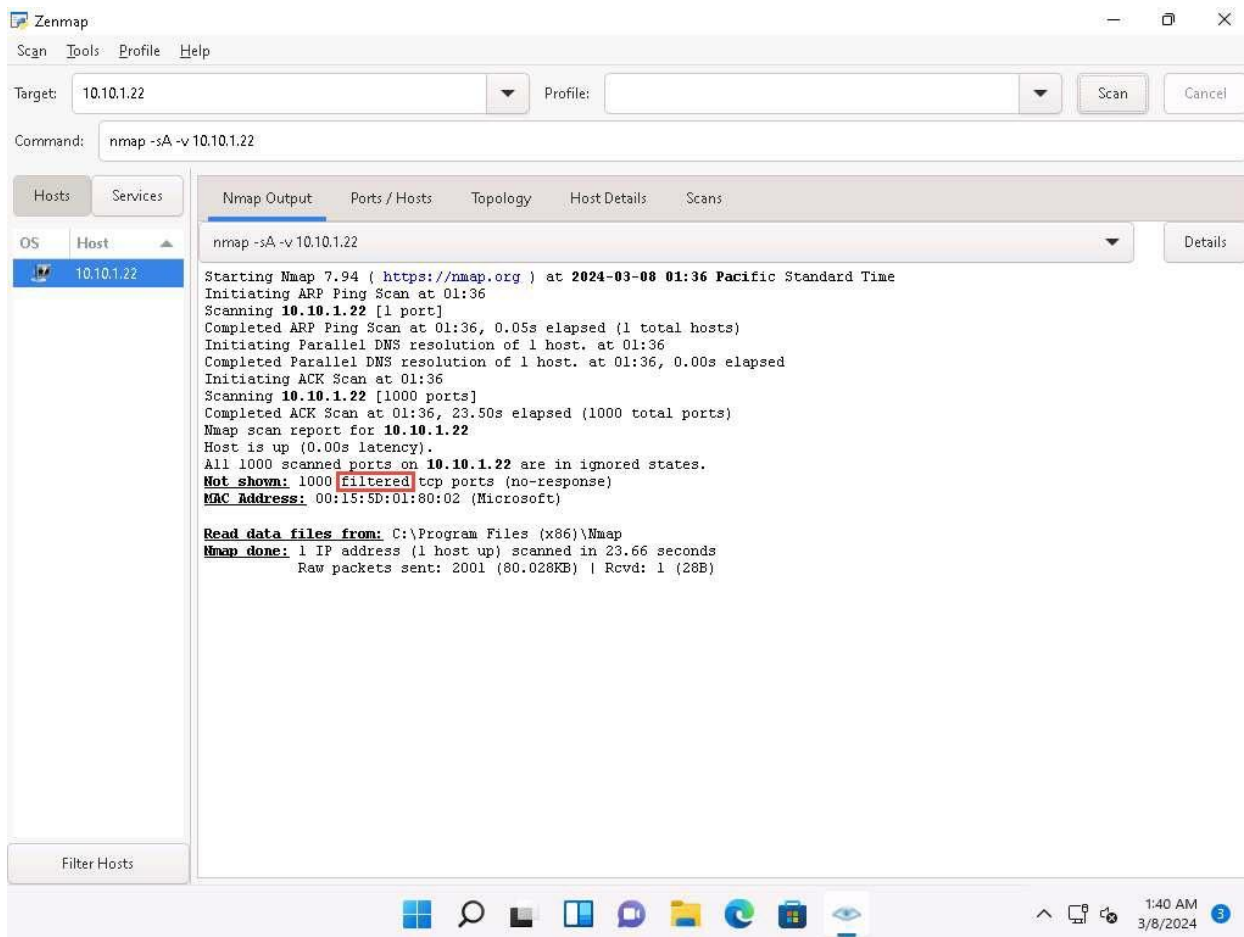 Zenmap
Scan Tools Profile Help
Target: 10.10.1.22 Profile: Scan Cancel
Command: nmap -sA -v 10.10.1.22
Hosts Services
Nmap Output Ports / Hosts Topology Host Details Scans
OS Host
nmap -sA -v 10.10.1.22 Details
10.10.1.22
Starting Nmap 7.94 ( https://nmap.org ) at 2024-03-08 01:36 Pacific Standard Time
Initiating ARP Ping Scan at 01:36
Scanning 10.10.1.22 [1 port]
Completed ARP Ping Scan at 01:36, 0.05s elapsed (1 total hosts)
Initiating Parallel DNS resolution of 1 host. at 01:36
Completed Parallel DNS resolution of 1 host. at 01:36, 0.00s elapsed
Initiating ACK Scan at 01:36
Scanning 10.10.1.22 [1000 ports]
Completed ACK Scan at 01:36, 23.50s elapsed (1000 total ports)
Nmap scan report for 10.10.1.22
Host is up (0.00s latency).
All 1000 scanned ports on 10.10.1.22 are in ignored states.
Not shown: 1000 filtered tcp ports (no-response)
MAC Address: 00:15:5D:01:80:02 (Microsoft)
Read data files from: C:\Program Files (x86)\Nmap
Nmap done: 1 IP address (1 host up) scanned in 23.66 seconds
Raw packets sent: 2001 (80.028KB) | Rcvd: 1 (28B)
Filter Hosts
1:40 AM
3/8/2024
3